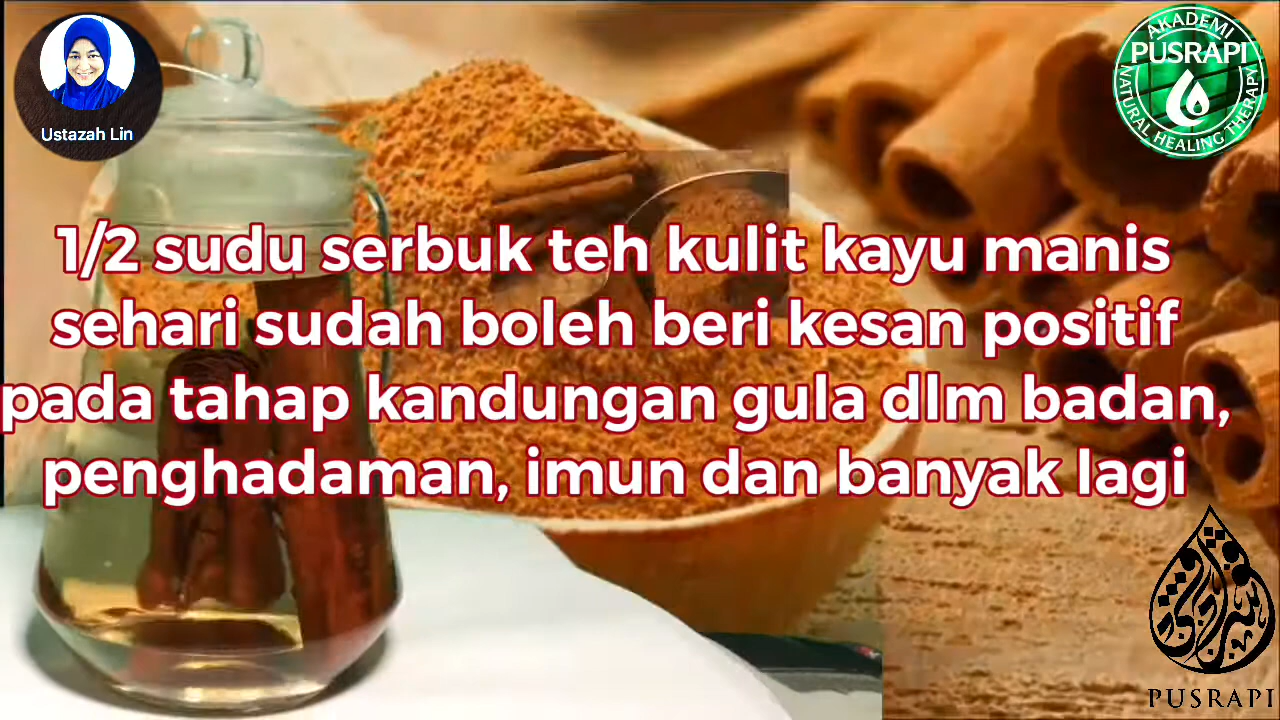 Ustazah Lin
AKADEMI
PUSRAPI
NATURAL HEALING THERAPY
1/2 sudu serbuk teh kulit kayu manis
sehari sudah boleh beri kesan positif
pada tahap kandungan gula dlm badan,
penghadaman, imun dan banyak lagi
PUSRAPI